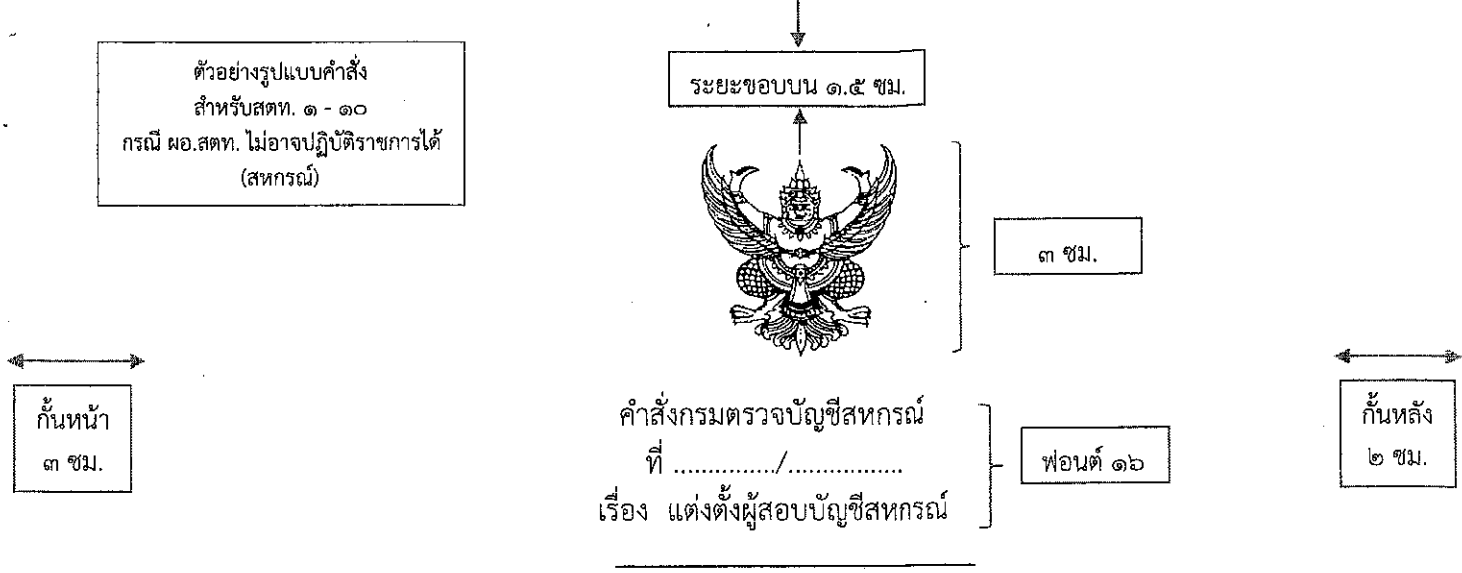 ตัวอย่างรูปแบบคำสั่ง
สำหรับสตท. ๑ - ๑๐
กรณี ผอ.สตท. ไม่อาจปฏิบัติราชการได้
(สหกรณ์)
ระยะขอบบน ๑.๕ ซม.
๓ ซม.
กั้นหน้า
๓ ซม.
คำสั่งกรมตรวจบัญชีสหกรณ์
ที่ .............../.................
เรื่อง แต่งตั้งผู้สอบบัญชีสหกรณ์
ฟอนต์ ๑๖
กั้นหลัง
๒ ซม.